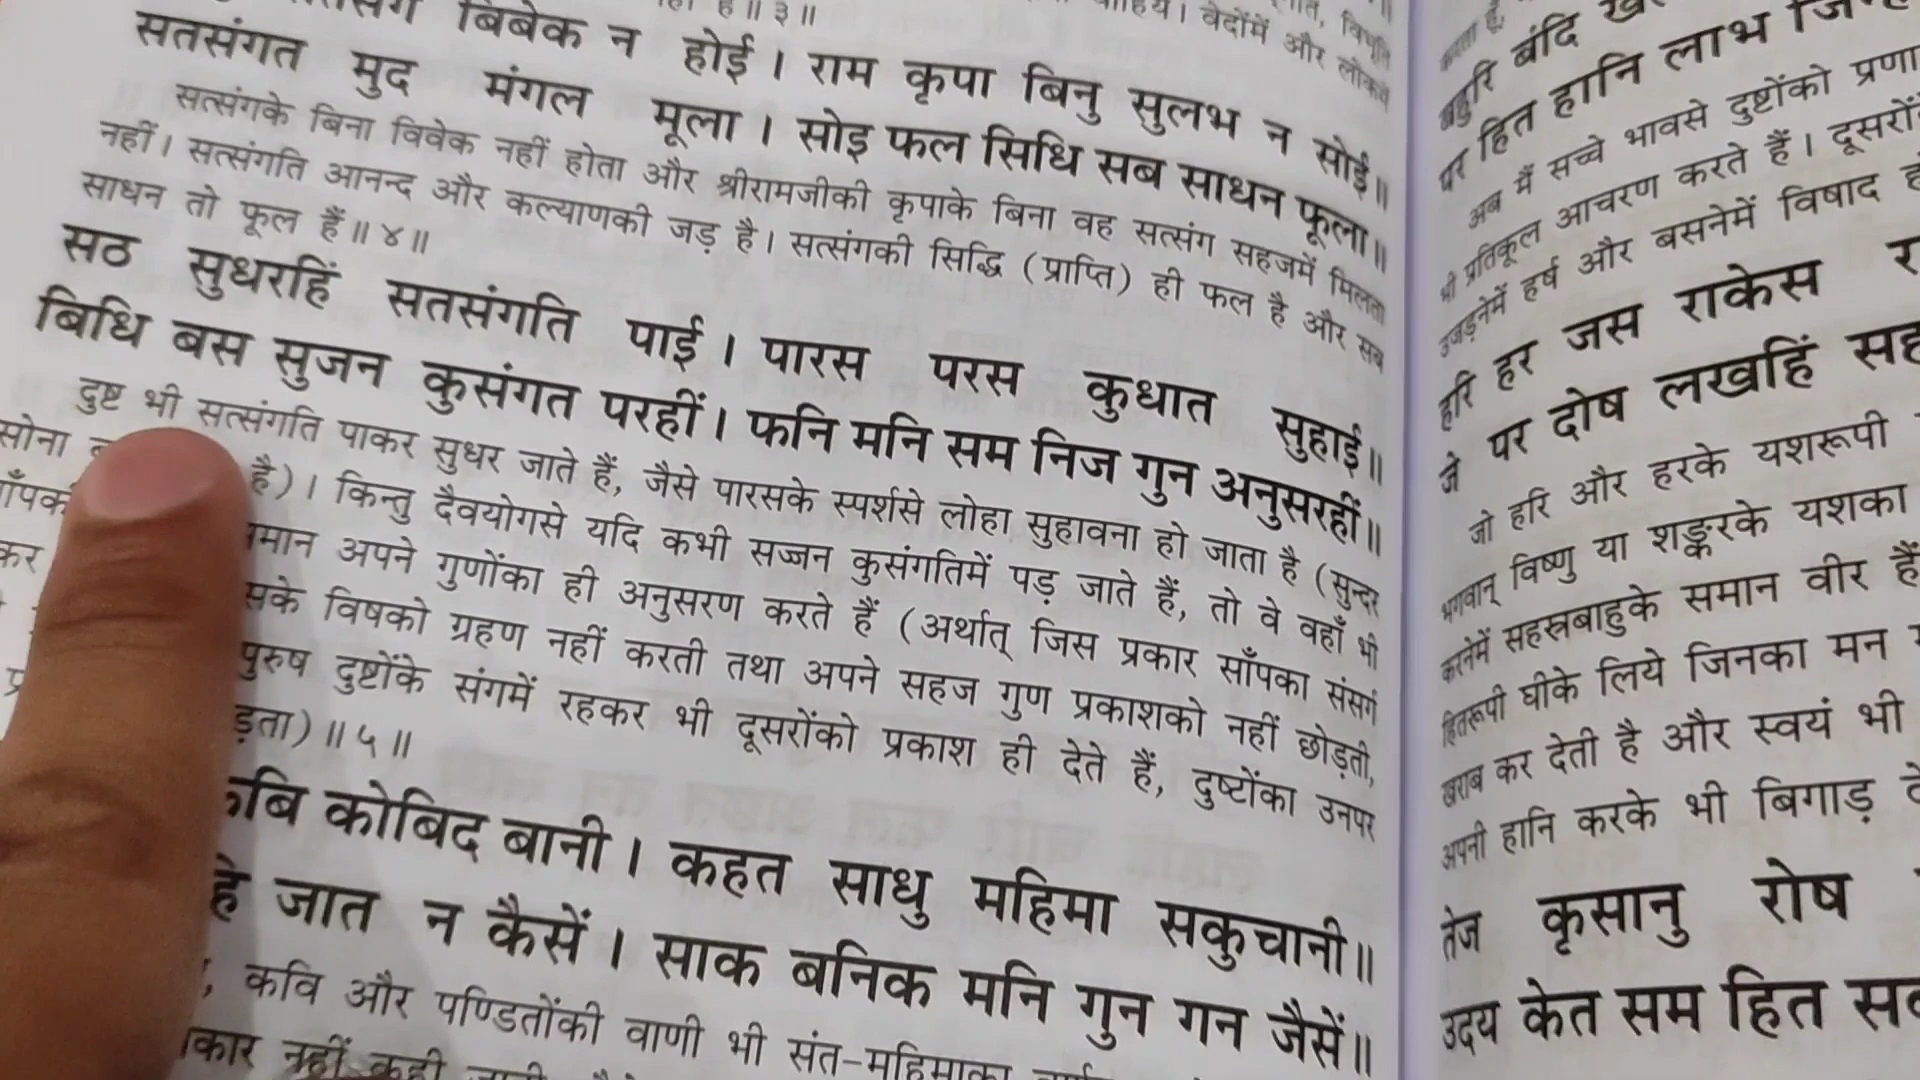 है॥३॥
चाहिये। वेदोंमें और लोकमें
बिबेक न होई। राम कृपा बिनु सुलभ न सोई॥
सतसंगत मुद मंगल मूला। सोइ फल सिधि सब साधन फूला॥
सत्संगके बिना विवेक नहीं होता और श्रीरामजीकी कृपाके बिना वह सत्संग सहजमें मिलता
नहीं। सत्संगति आनन्द और कल्याणकी जड़ है। सत्संगकी सिद्धि (प्राप्ति) ही फल है और सब
साधन तो फूल हैं॥४॥
सठ सुधरहिं सतसंगति पाई। पारस परस कुधात सुहाई॥
बिधि बस सुजन कुसंगत परहीं। फनि मनि सम निज गुन अनुसरहीं॥
दुष्ट भी सत्संगति पाकर सुधर जाते हैं, जैसे पारसके स्पर्शसे लोहा सुहावना हो जाता है (सुन्दर
सोना है)। किन्तु दैवयोगसे यदि कभी सज्जन कुसंगतिमें पड़ जाते हैं, तो वे वहाँ भी
अपने गुणोंका ही अनुसरण करते हैं (अर्थात् जिस प्रकार साँपका संसर्ग
कर विषको ग्रहण नहीं करती तथा अपने सहज गुण प्रकाशको नहीं छोड़ती,
पुरुष दुष्टोंके संगमें रहकर भी दूसरोंको प्रकाश ही देते हैं, दुष्टोंका उनपर
ड़ता)॥५॥
कोबिद बानी। कहत साधु महिमा सकुचानी॥
जात न कैसें। साक बनिक मनि गुन गन जैसें॥
, कवि और पण्डितोंकी वाणी भी संत-महिमाका
नहीं कही
बहुरि बंदि
पर हित हानि लाभ
अब मैं सच्चे भावसे दुष्टोंको
भी प्रतिकूल आचरण करते हैं।
उजड़नेमें हर्ष और बसनेमें विषाद
हरि हर जस राकेस
जे पर दोष लखहिं
जो हरि और हरके यशरूपी
भगवान् विष्णु या शङ्करके यशका
करनेमें सहस्रबाहुके समान वीर हैं
हितरूपी घीके लिये जिनका मन
खराब कर देती है और स्वयं भी
अपनी हानि करके भी बिगाड़
तेज कृसानु रोष
उदय केत सम हित